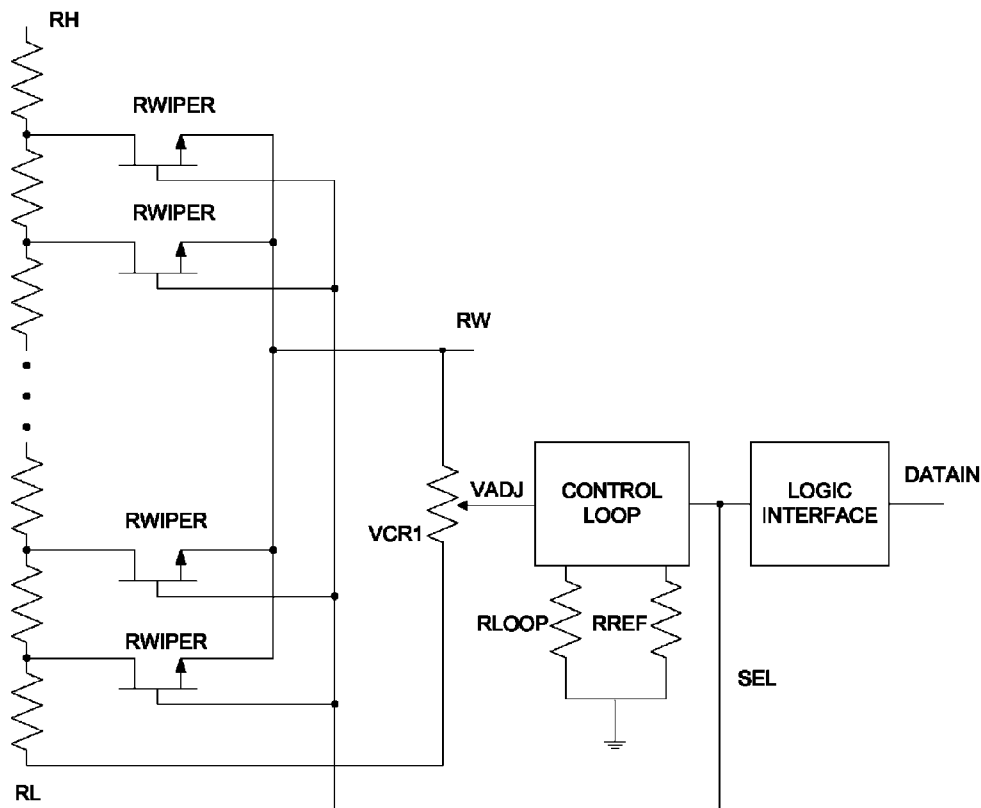 RH
RWIPER
RWIPER
RW
VADJ
CONTROL
LOOP
LOGIC
INTERFACE
DATAIN
VCR1
RWIPER
RLOOP
RREF
RWIPER
SEL
RL